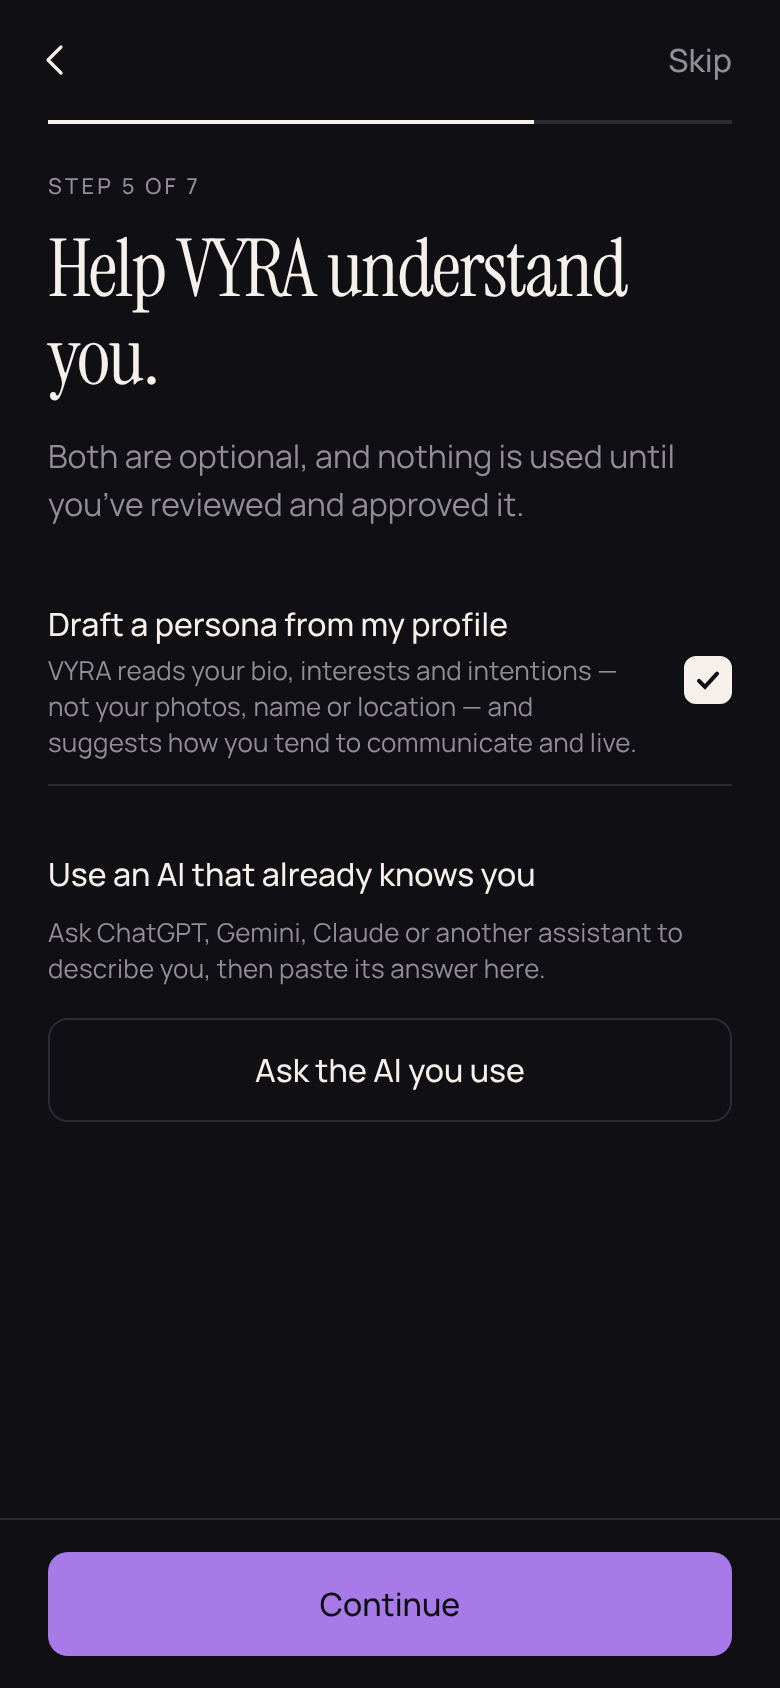 Skip
STEP 5 OF 7
Help VYRA understand
you.
Both are optional, and nothing is used until
you’ve reviewed and approved it.
Draft a persona from my profile
VYRA reads your bio, interests and intentions —
not your photos, name or location — and
suggests how you tend to communicate and live.
Use an AI that already knows you
Ask ChatGPT, Gemini, Claude or another assistant to
describe you, then paste its answer here.
Ask the AI you use
Continue